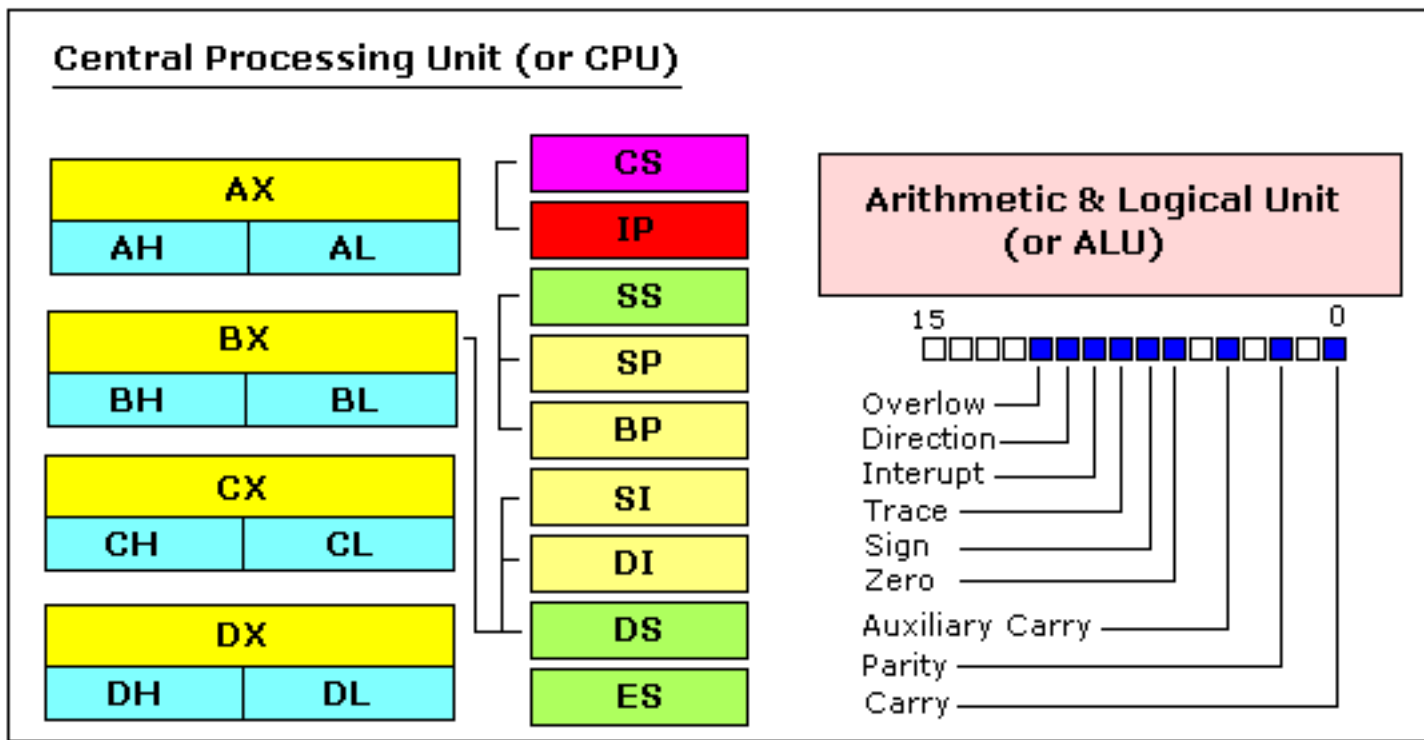 Central Processing Unit (or CPU)
AX
AH AL
BX
BH BL
CX
CH CL
DX
DH DL
CS
IP
SS
SP
BP
SI
DI
DS
ES
Arithmetic & Logical Unit
(or ALU)
15 0
Overlow
Direction
Interupt
Trace
Sign
Zero
Auxiliary Carry
Parity
Carry